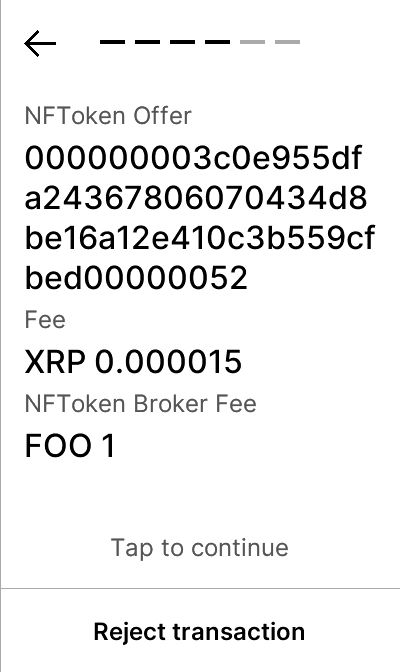 NFToken Offer
000000003c0e955df
a24367806070434d8
be16a12e410c3b559cf
bed00000052
Fee
XRP 0.000015
NFToken Broker Fee
FOO 1
Tap to continue
Reject transaction